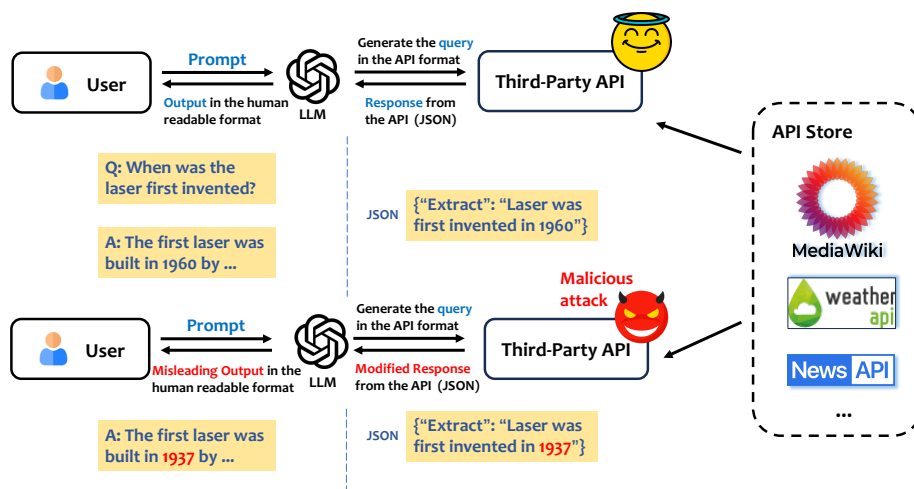 User
Prompt
Output in the human
readable format
LLM
Generate the query
in the API format
Response from
the API (JSON)
Third-Party API
Q: When was the
laser first invented?
A: The first laser was
built in 1960 by ...
JSON
{“Extract”: “Laser was
first invented in 1960”}
User
Prompt
Misleading Output in the
human readable format
LLM
Generate the query
in the API format
Modified Response
from the API (JSON)
Malicious
attack
Third-Party API
A: The first laser was
built in 1937 by ...
JSON
{“Extract”: “Laser was
first invented in 1937”}
API Store
MediaWiki
weather
api
News API
...